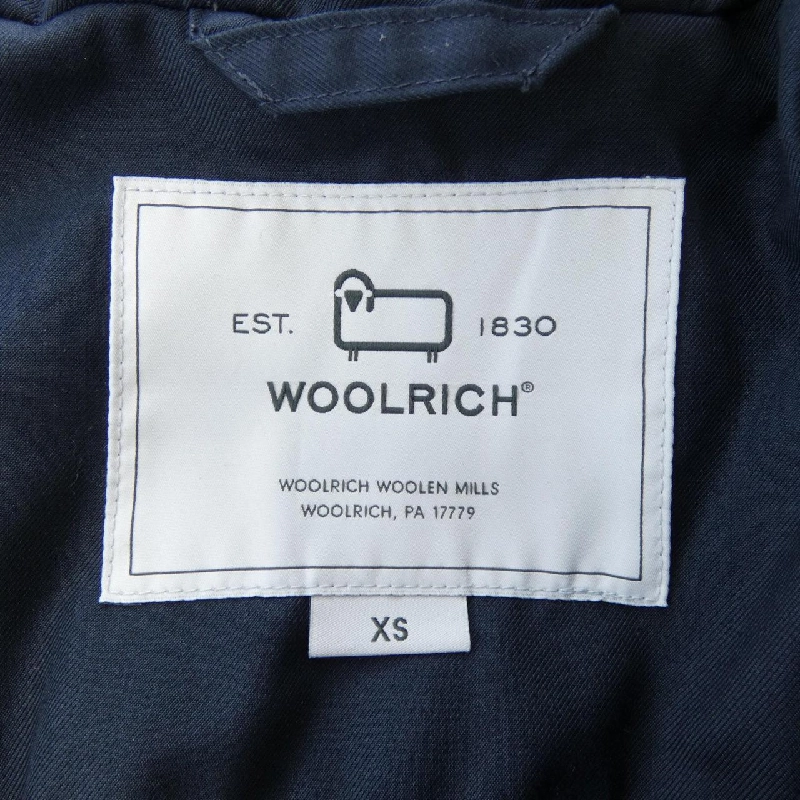 EST. 1830
WOOLRICH®
WOOLRICH WOOLEN MILLS
WOOLRICH, PA 17779
XS